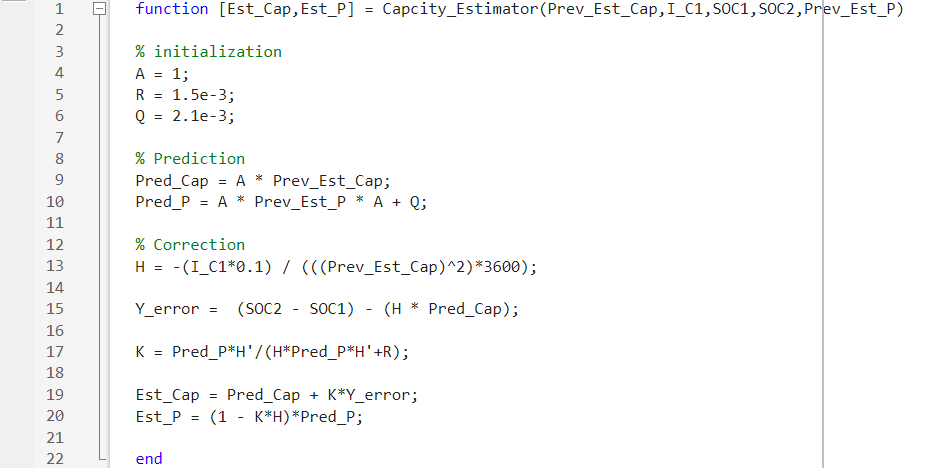 1 function [Est_Cap,Est_P] = Capcity_Estimator(Prev_Est_Cap,I_C1,SOC1,SOC2,Prev_Est_P)
2
3 % initialization
4 A = 1;
5 R = 1.5e-3;
6 Q = 2.1e-3;
7
8 % Prediction
9 Pred_Cap = A * Prev_Est_Cap;
10 Pred_P = A * Prev_Est_P * A + Q;
11
12 % Correction
13 H = -(I_C1*0.1) / (((Prev_Est_Cap)^2)*3600);
14
15 Y_error =  (SOC2 - SOC1) - (H * Pred_Cap);
16
17 K = Pred_P*H'/(H*Pred_P*H'+R);
18
19 Est_Cap = Pred_Cap + K*Y_error;
20 Est_P = (1 - K*H)*Pred_P;
21
22 end